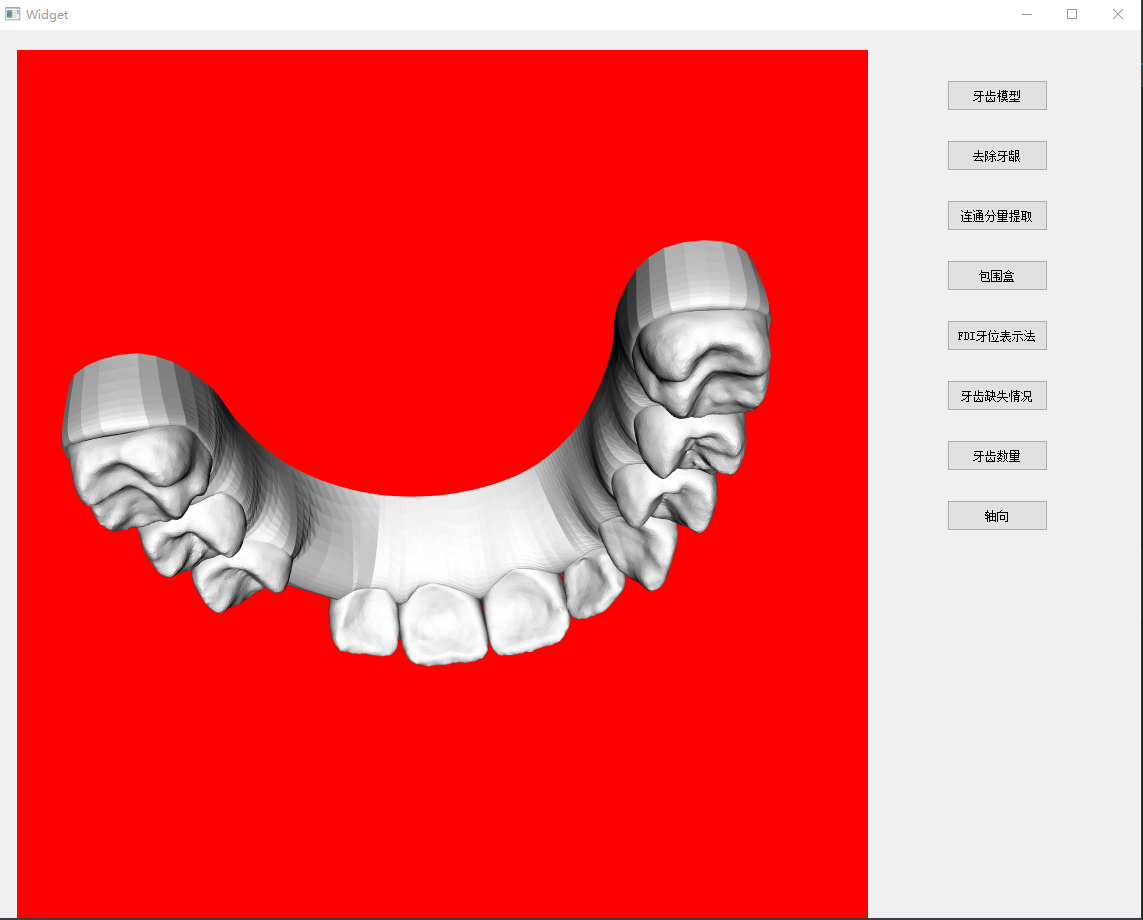 Widget
牙齿模型
去除牙龈
连通分量提取
包围盒
FDI牙位表示法
牙齿缺失情况
牙齿数量
轴向